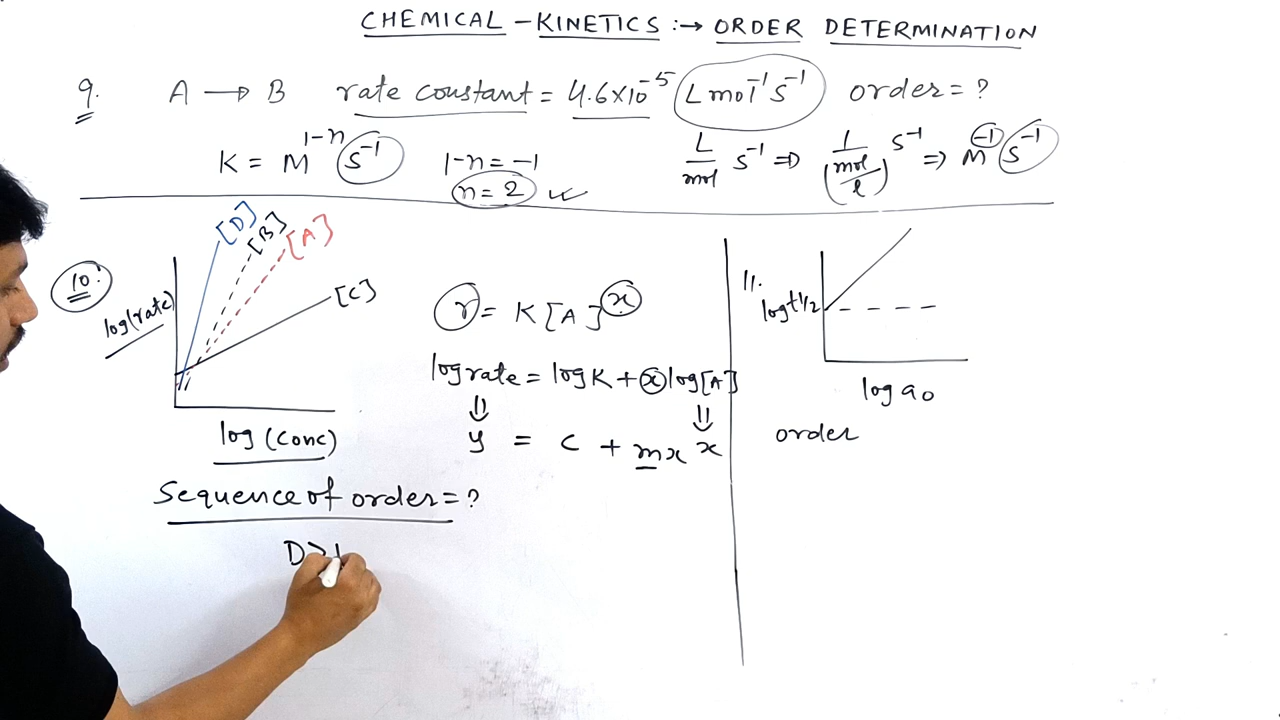 CHEMICAL - KINETICS :→ ORDER DETERMINATION
9. A → B rate constant = 4.6×10⁻⁵ (L mol⁻¹ S⁻¹) order = ?
K = M¹⁻ⁿ S⁻¹
1-n = -1
n = 2 ✓
L/mol S⁻¹ ⇒ (1/(mol/l)) S⁻¹ ⇒ M⁻¹ S⁻¹
10.
log(rate)
[D] [B] [A] [C]
log (conc)
Sequence of order = ?
D >
r = K [A]ˣ
log rate = log K + x log [A]
⇓ ⇓
y = c + m x x
11.
log t1/2
log a₀
order